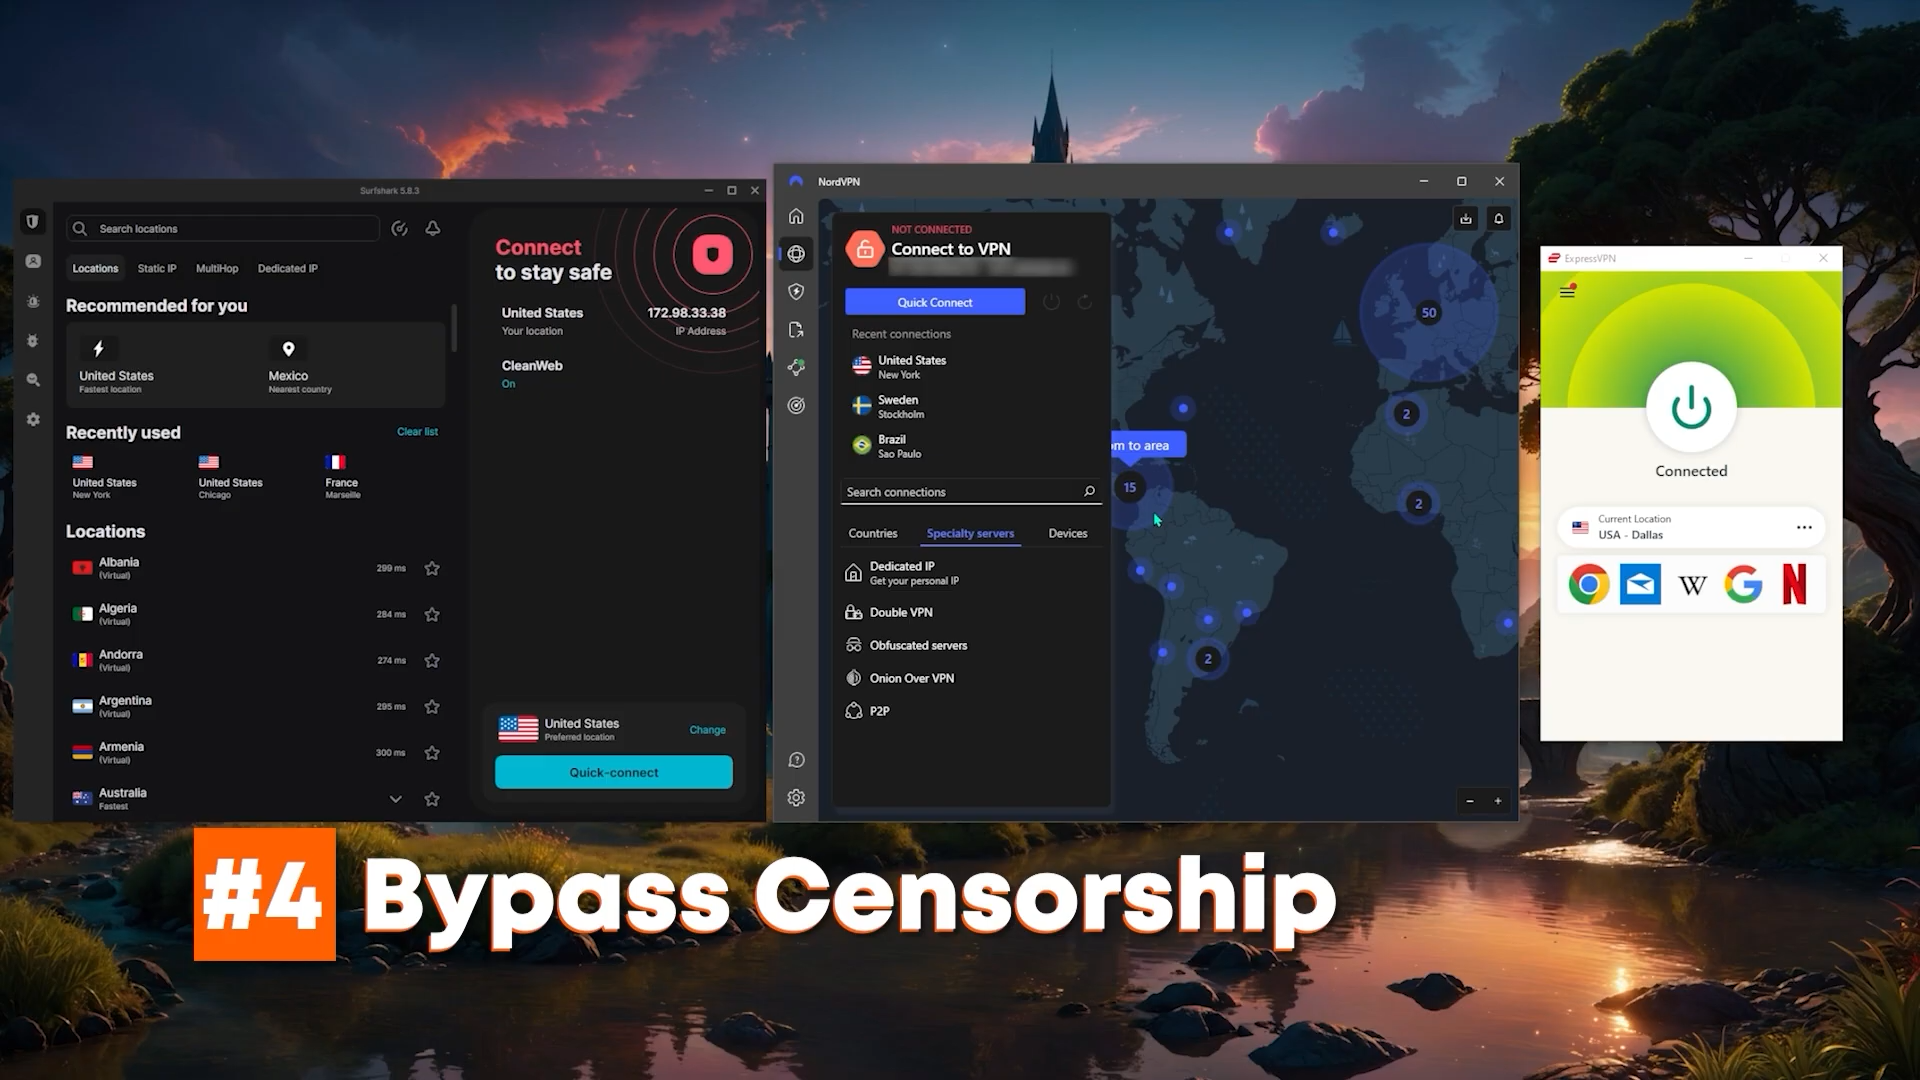 Surfshark 5.8.3
Search locations
Locations
Static IP
MultiHop
Dedicated IP
Recommended for you
United States
Fastest location
Mexico
Nearest country
Recently used
Clear list
United States
New York
United States
Chicago
France
Marseille
Locations
Albania
(Virtual)
299 ms
Algeria
(Virtual)
284 ms
Andorra
(Virtual)
274 ms
Argentina
(Virtual)
295 ms
Armenia
(Virtual)
300 ms
Australia
Fastest
Connect
to stay safe
United States
172.98.33.38
Your location
IP Address
CleanWeb
On
United States
Preferred location
Change
Quick-connect
NordVPN
NOT CONNECTED
Connect to VPN
Quick Connect
Recent connections
United States
New York
Sweden
Stockholm
Brazil
Sao Paulo
Search connections
Countries
Specialty servers
Devices
Dedicated IP
Get your personal IP
Double VPN
Obfuscated servers
Onion Over VPN
P2P
50
2
om to area
15
2
2
ExpressVPN
Connected
Current Location
USA - Dallas
W
G
N
#4 Bypass Censorship